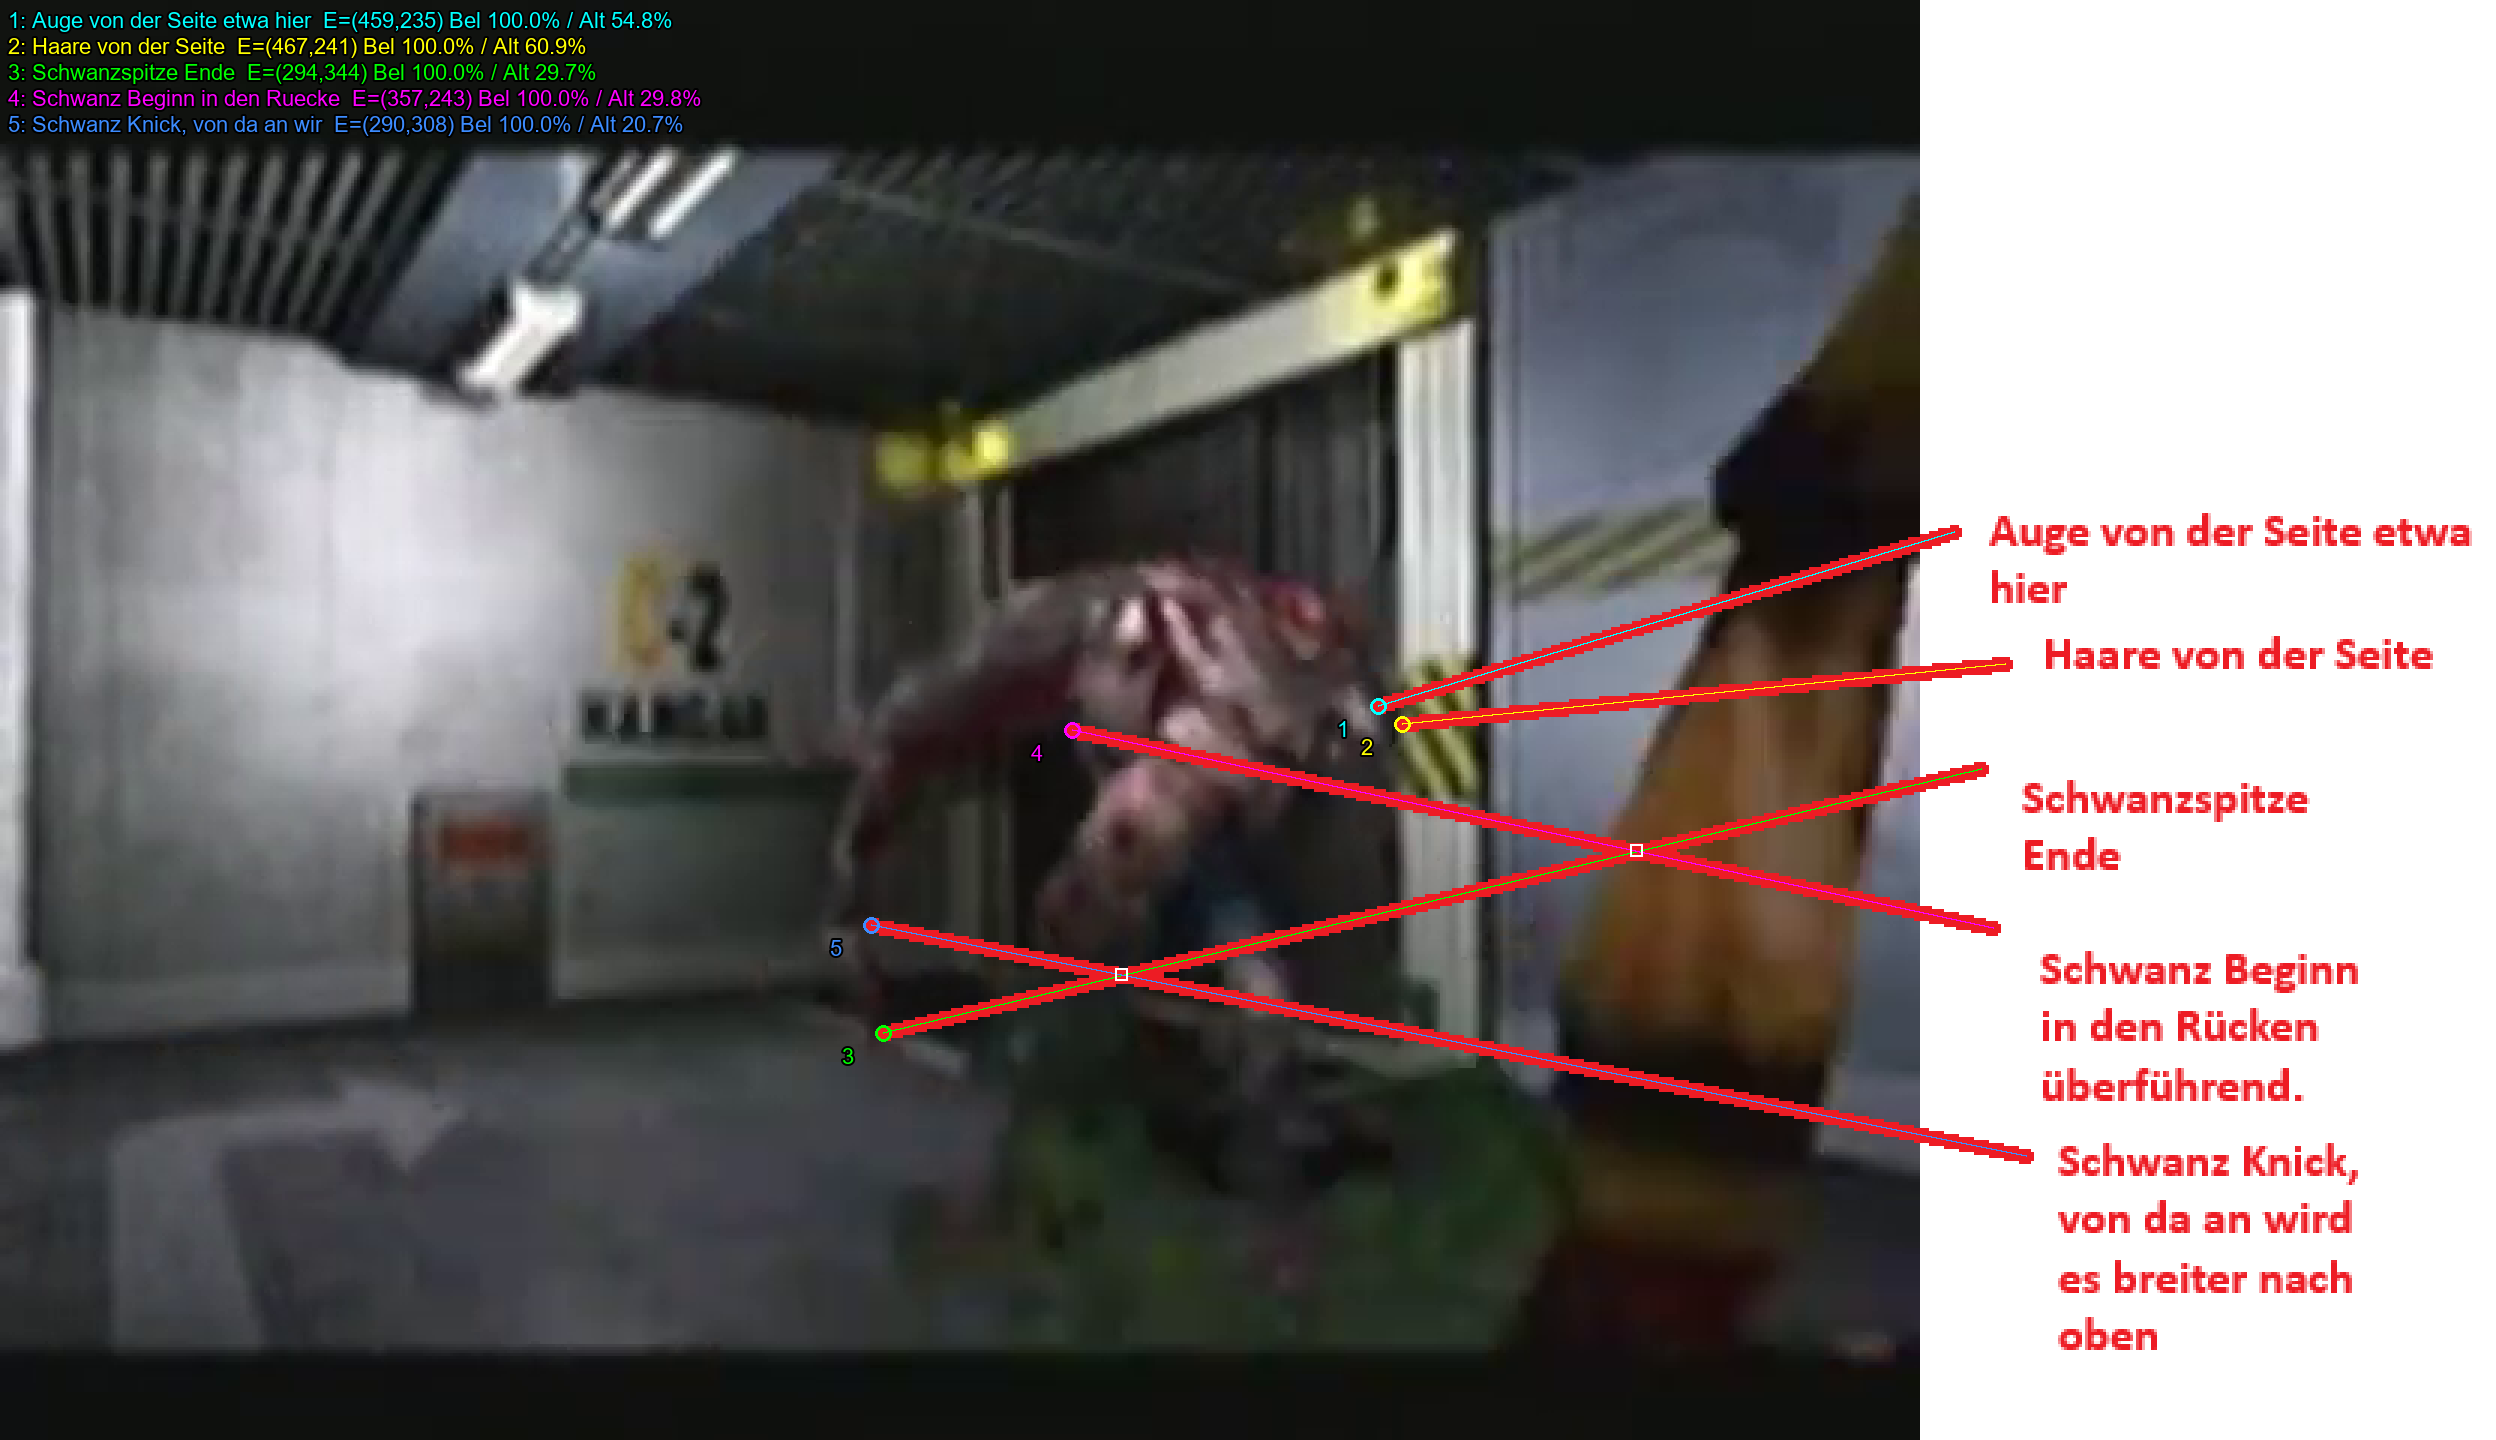 1: Auge von der Seite etwa hier  E=(459,235) Bel 100.0% / Alt 54.8%
2: Haare von der Seite  E=(467,241) Bel 100.0% / Alt 60.9%
3: Schwanzspitze Ende  E=(294,344) Bel 100.0% / Alt 29.7%
4: Schwanz Beginn in den Ruecke  E=(357,243) Bel 100.0% / Alt 29.8%
5: Schwanz Knick, von da an wir  E=(290,308) Bel 100.0% / Alt 20.7%
Auge von der Seite etwa
hier
-2
Haare von der Seite
HANGAR
1
2
4
Schwanzspitze
Ende
5
Schwanz Beginn
in den Rücken
überführend.
3
Schwanz Knick,
von da an wird
es breiter nach
oben